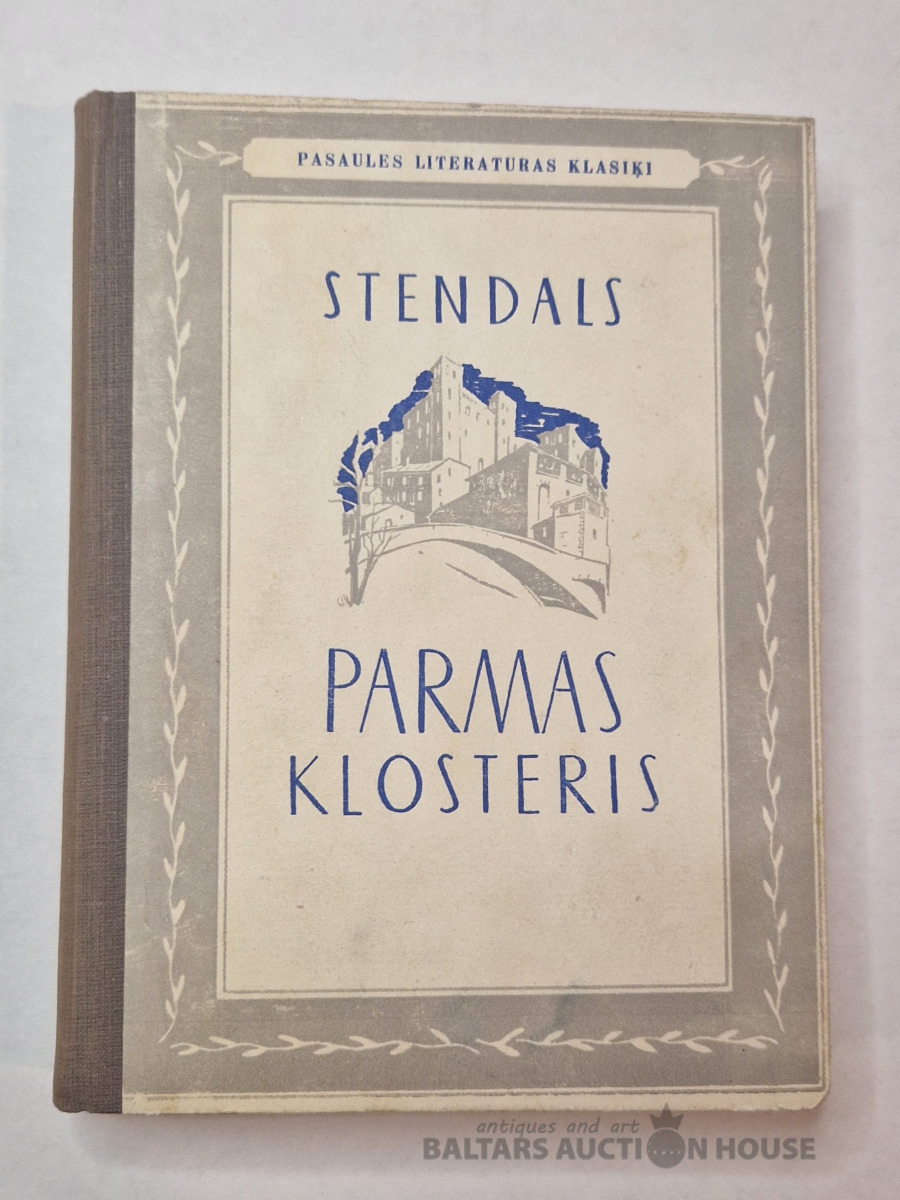 PASAULES LITERATURAS KLASIĶI
STENDALS
PARMAS
KLOSTERIS
antiques and art
BALTARS AUCTION HOUSE